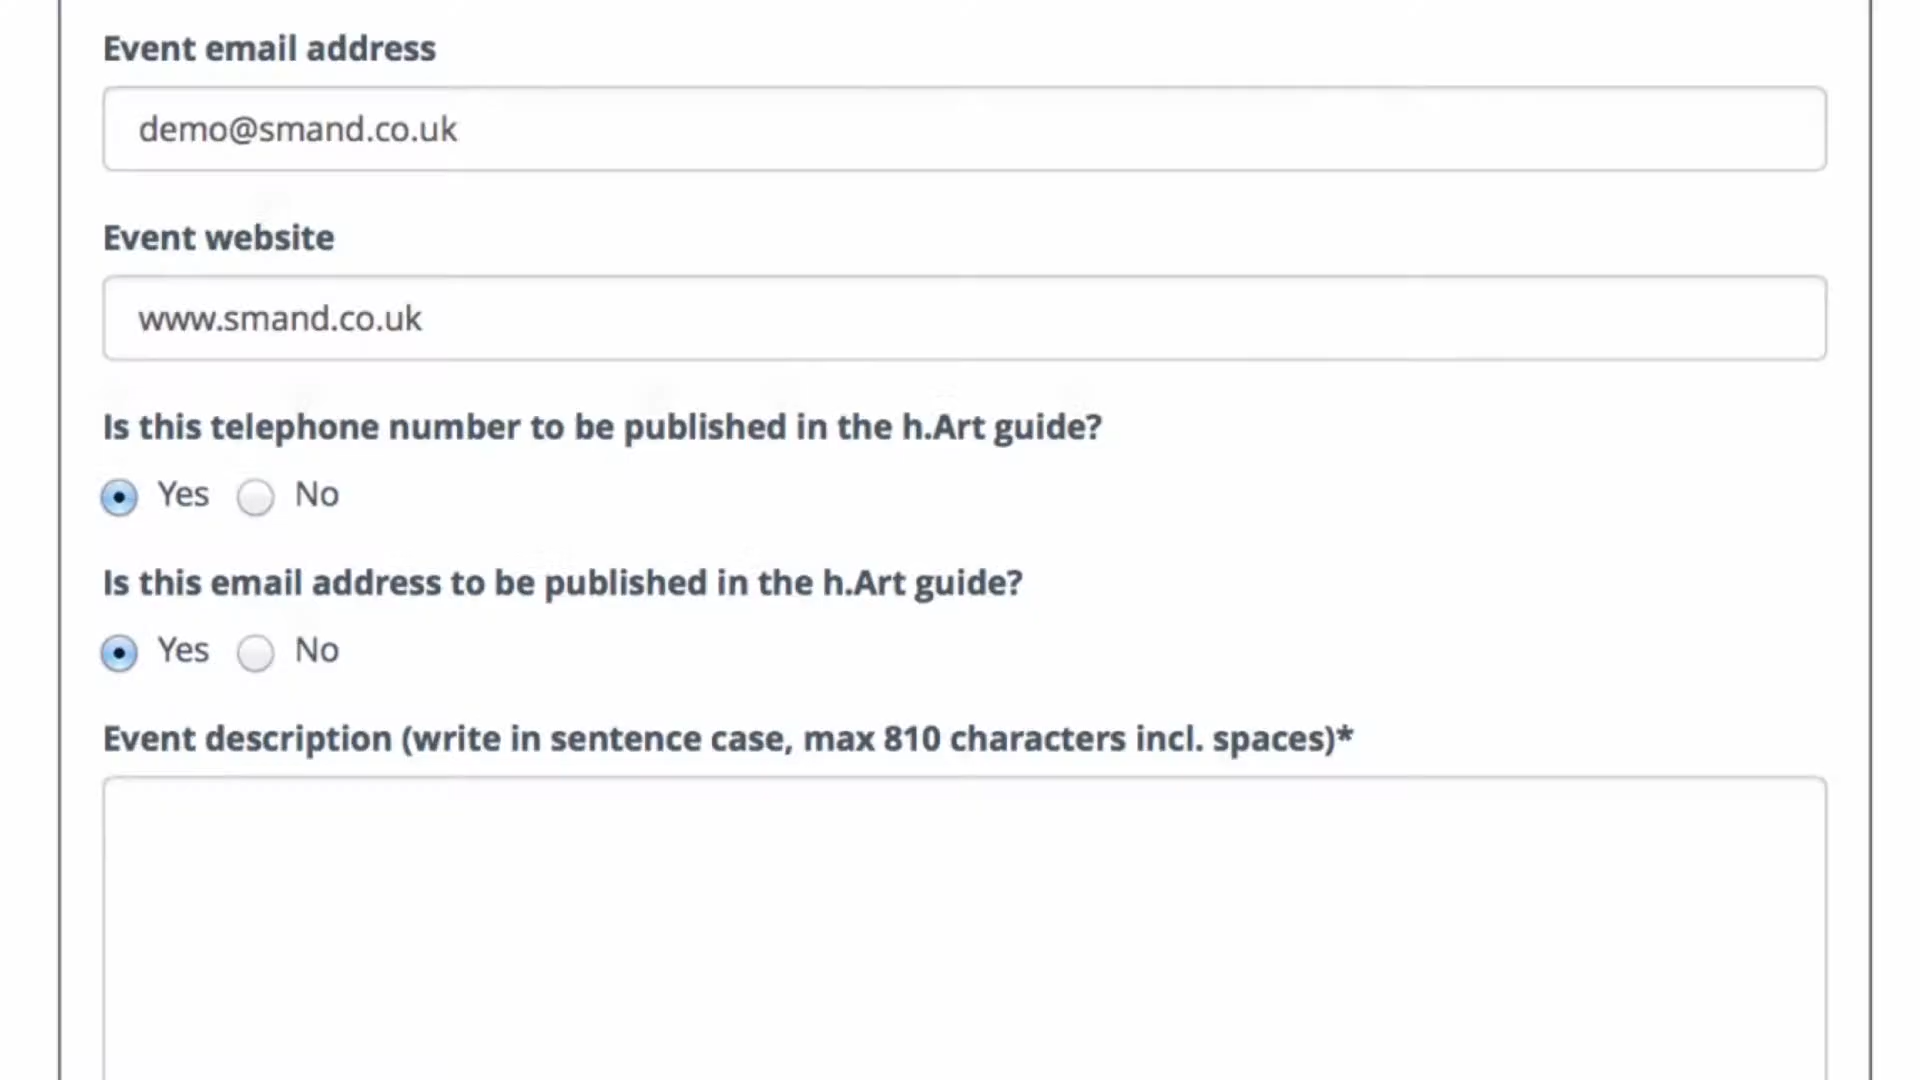 Event email address
demo@smand.co.uk
Event website
www.smand.co.uk
Is this telephone number to be published in the h.Art guide?
Yes No
Is this email address to be published in the h.Art guide?
Yes No
Event description (write in sentence case, max 810 characters incl. spaces)*